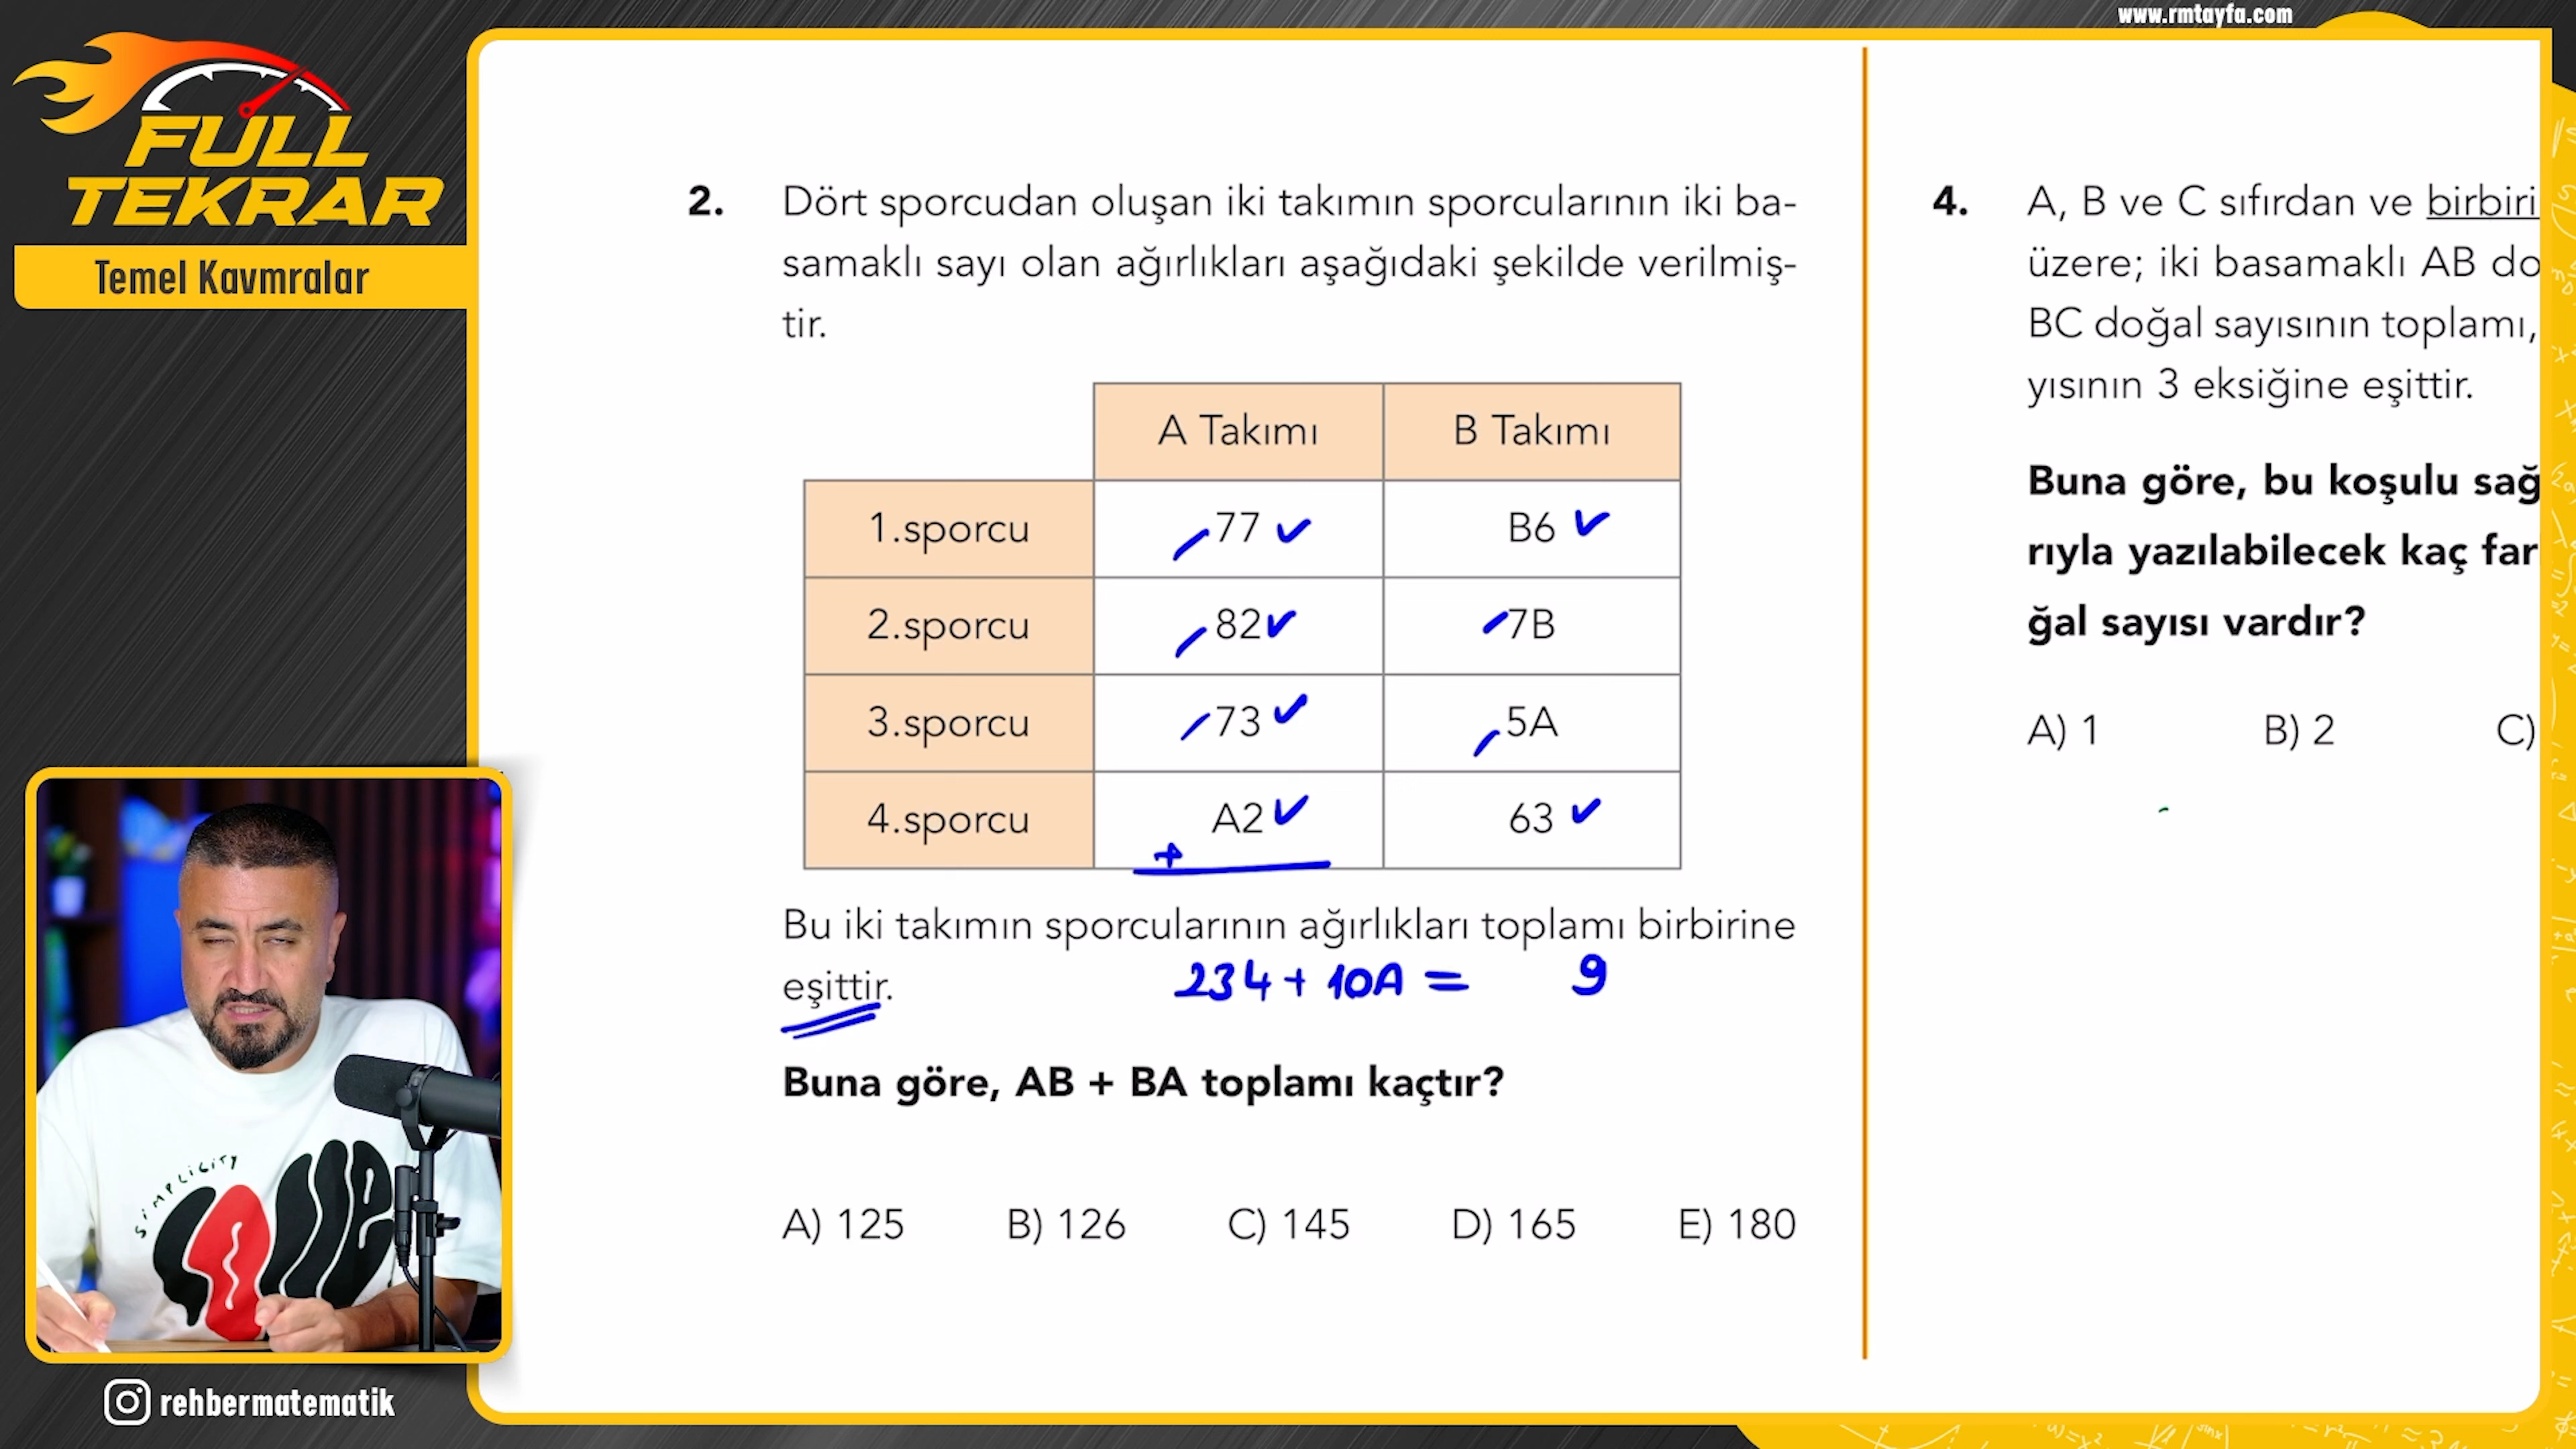 www.rmtayfa.com
FULL
TEKRAR
Temel Kavmralar
2. Dört sporcudan oluşan iki takımın sporcularının iki ba-
samaklı sayı olan ağırlıkları aşağıdaki şekilde verilmiş-
tir.
A Takımı B Takımı
1.sporcu 77 B6
2.sporcu 82 7B
3.sporcu 73 5A
4.sporcu A2 63
+
Bu iki takımın sporcularının ağırlıkları toplamı birbirine
eşittir.
234 + 10A = 9
Buna göre, AB + BA toplamı kaçtır?
A) 125 B) 126 C) 145 D) 165 E) 180
4. A, B ve C sıfırdan ve birbiri
üzere; iki basamaklı AB do
BC doğal sayısının toplamı,
yısının 3 eksiğine eşittir.
Buna göre, bu koşulu sağ
rıyla yazılabilecek kaç far
ğal sayısı vardır?
A) 1 B) 2 C)
SiMPLiCiTY
rehbermatematik